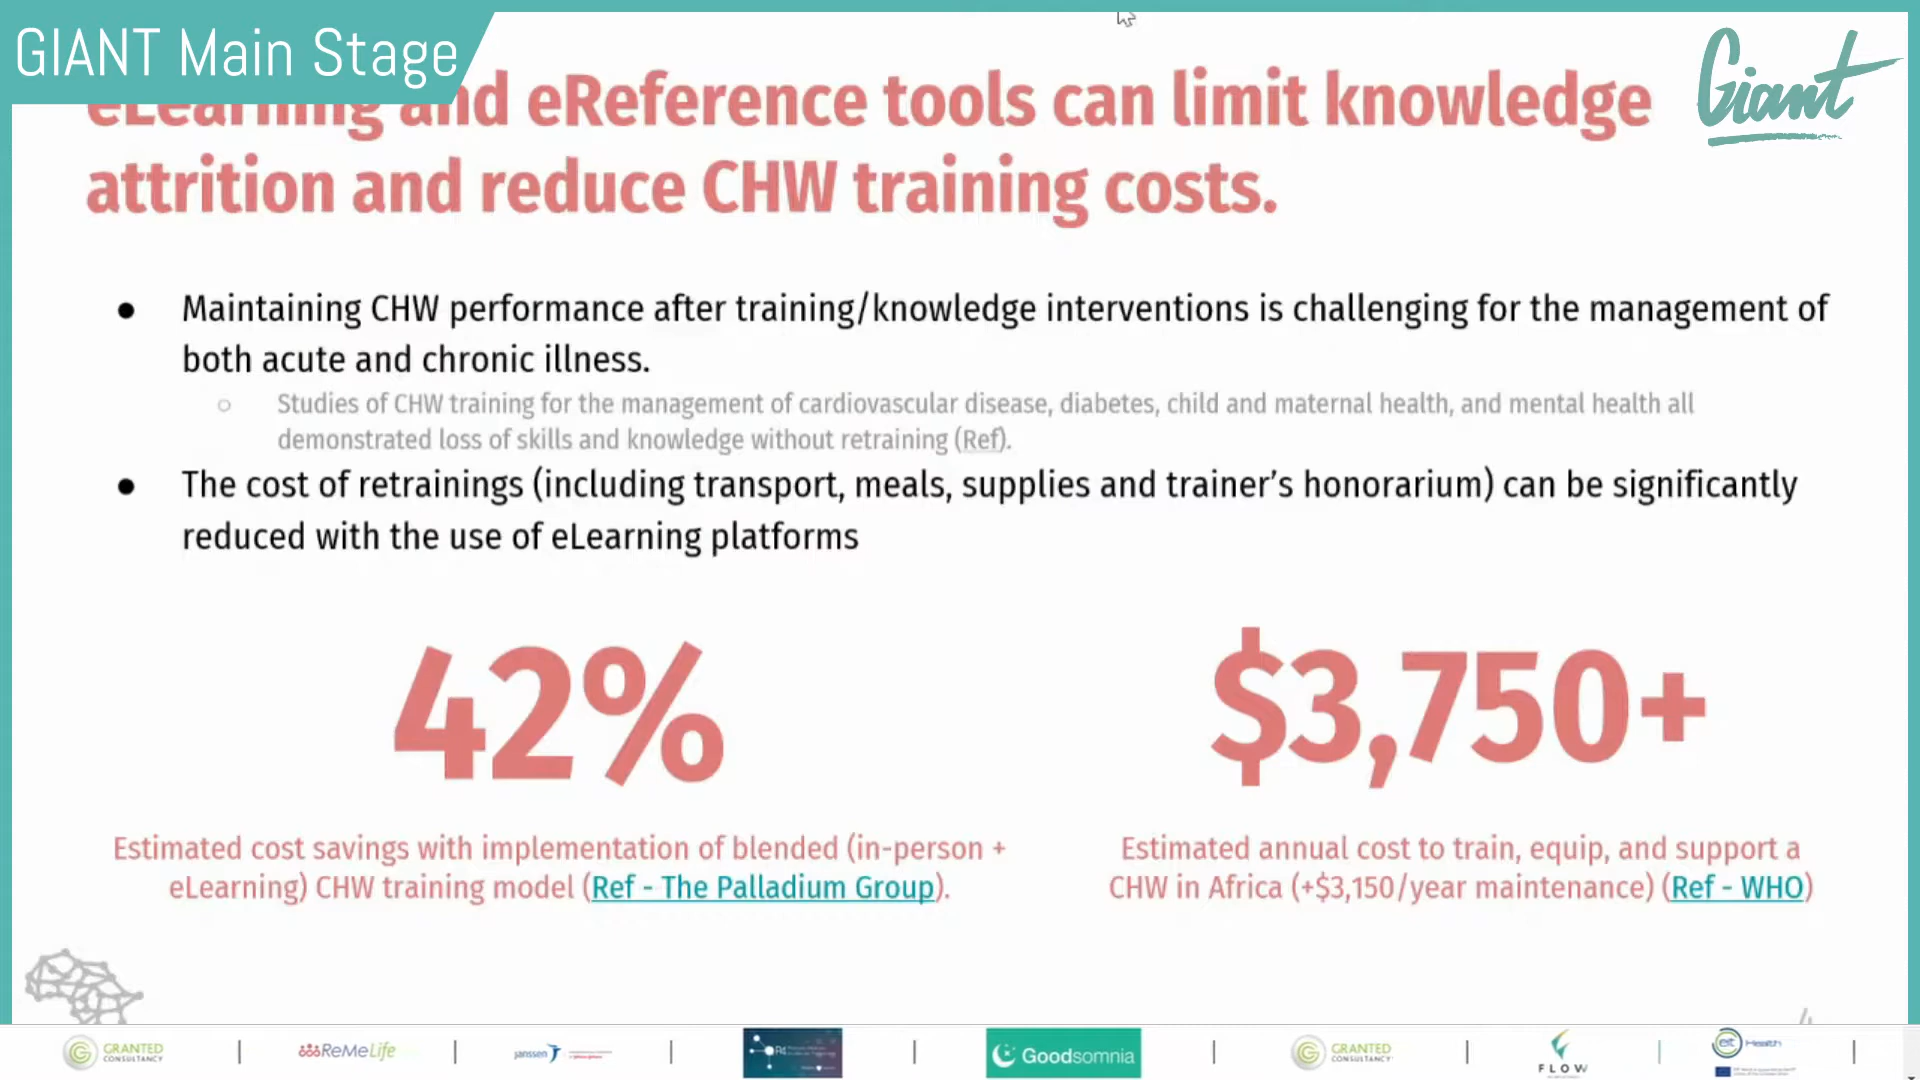 GIANT Main Stage
Giant
eLearning and eReference tools can limit knowledge
attrition and reduce CHW training costs.
● Maintaining CHW performance after training/knowledge interventions is challenging for the management of
both acute and chronic illness.
○ Studies of CHW training for the management of cardiovascular disease, diabetes, child and maternal health, and mental health all
demonstrated loss of skills and knowledge without retraining (Ref).
● The cost of retrainings (including transport, meals, supplies and trainer’s honorarium) can be significantly
reduced with the use of eLearning platforms
42%
Estimated cost savings with implementation of blended (in-person +
eLearning) CHW training model (Ref - The Palladium Group).
$3,750+
Estimated annual cost to train, equip, and support a
CHW in Africa (+$3,150/year maintenance) (Ref - WHO)
GRANTED
CONSULTANCY
ReMeLife
janssen
Goodsomnia
GRANTED
CONSULTANCY
FLOW
eit Health